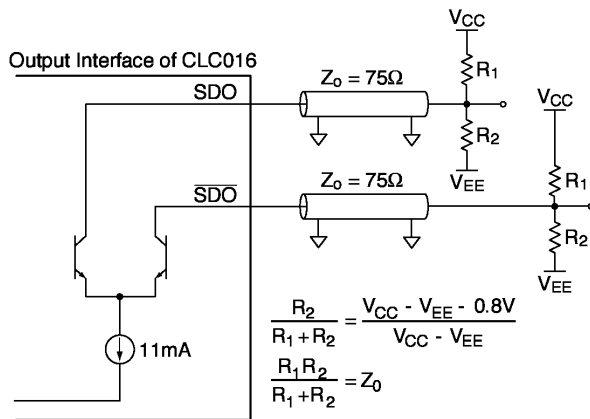 Output Interface of CLC016
SDO
Z₀ = 75Ω
V_CC
R₁
R₂
V_EE
V_CC
S̅D̅O̅
Z₀ = 75Ω
R₁
R₂
V_EE
11mA
R₂ / (R₁ + R₂) = (V_CC - V_EE - 0.8V) / (V_CC - V_EE)
R₁R₂ / (R₁ + R₂) = Z₀